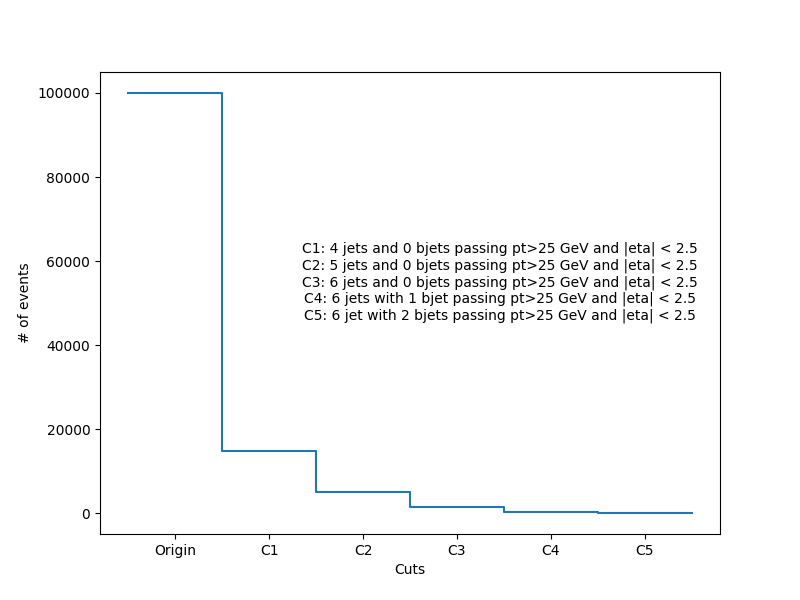 100000
80000
60000
40000
20000
0
# of events
C1: 4 jets and 0 bjets passing pt>25 GeV and |eta| < 2.5
C2: 5 jets and 0 bjets passing pt>25 GeV and |eta| < 2.5
C3: 6 jets and 0 bjets passing pt>25 GeV and |eta| < 2.5
C4: 6 jets with 1 bjet passing pt>25 GeV and |eta| < 2.5
C5: 6 jet with 2 bjets passing pt>25 GeV and |eta| < 2.5
Origin C1 C2 C3 C4 C5
Cuts